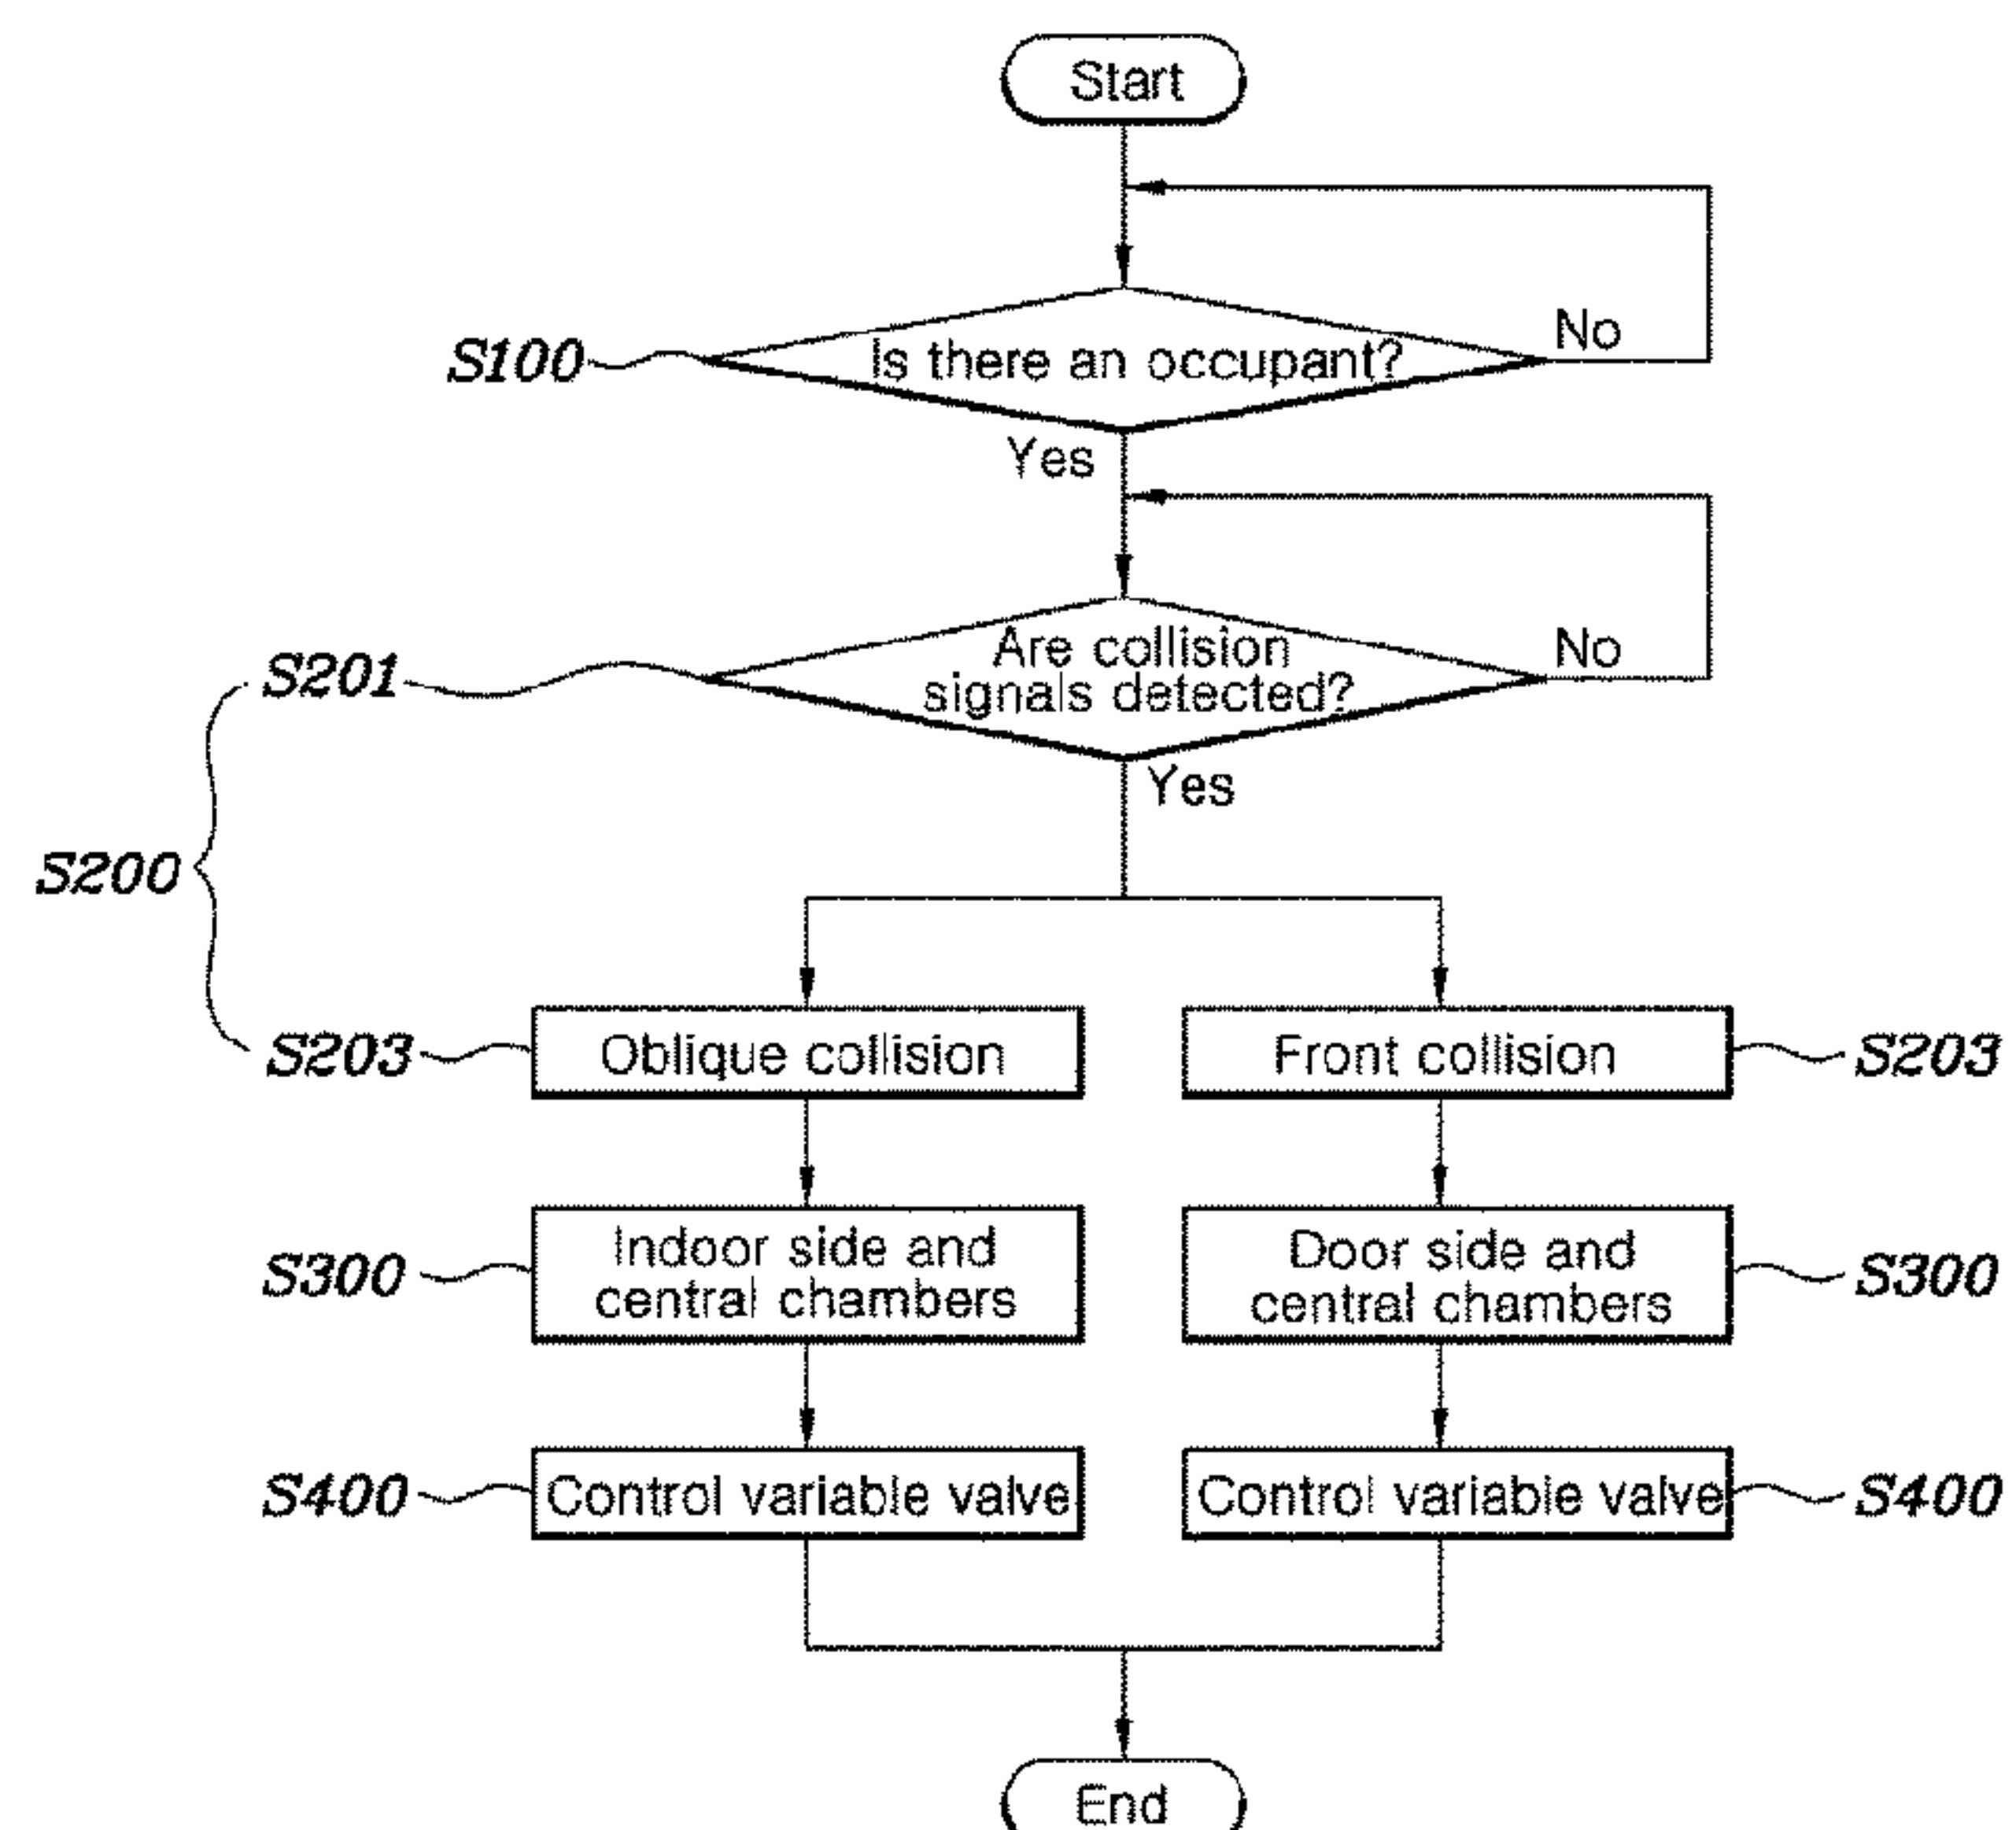 Start
No
S100
Is there an occupant?
Yes
Are collision
signals detected?
No
S201
Yes
S200
S203
Oblique collision
Front collision
S203
S300
Indoor side and
central chambers
Door side and
central chambers
S300
S400
Control variable valve
Control variable valve
S400
End